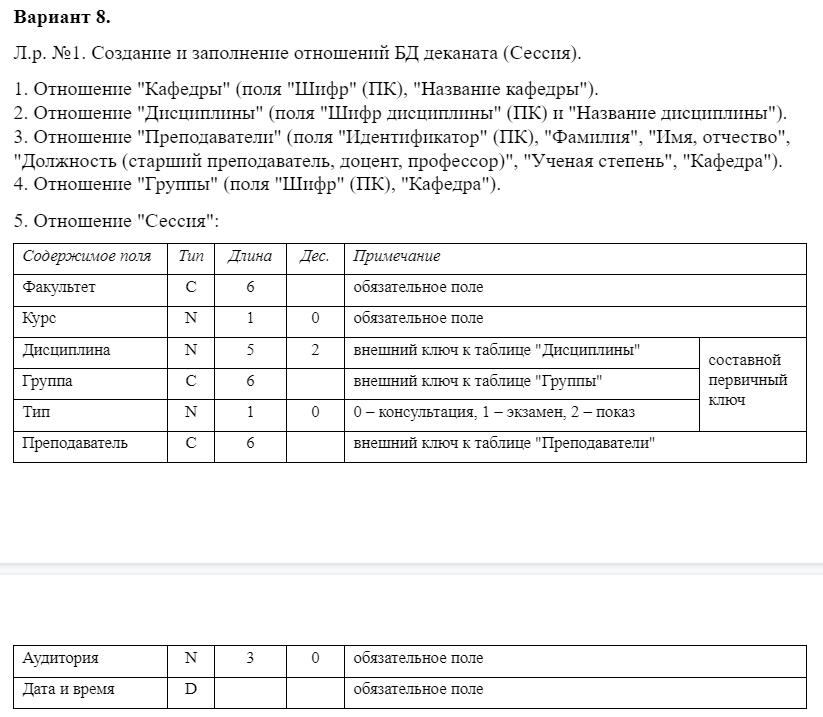 Вариант 8.
Л.р. №1. Создание и заполнение отношений БД деканата (Сессия).
1. Отношение "Кафедры" (поля "Шифр" (ПК), "Название кафедры").
2. Отношение "Дисциплины" (поля "Шифр дисциплины" (ПК) и "Название дисциплины").
3. Отношение "Преподаватели" (поля "Идентификатор" (ПК), "Фамилия", "Имя, отчество",
"Должность (старший преподаватель, доцент, профессор)", "Ученая степень", "Кафедра").
4. Отношение "Группы" (поля "Шифр" (ПК), "Кафедра").
5. Отношение "Сессия":
Содержимое поля Тип Длина Дес. Примечание
Факультет С 6 обязательное поле
Курс N 1 0 обязательное поле
Дисциплина N 5 2 внешний ключ к таблице "Дисциплины"
Группа С 6 внешний ключ к таблице "Группы"
Тип N 1 0 0 – консультация, 1 – экзамен, 2 – показ
составной
первичный
ключ
Преподаватель С 6 внешний ключ к таблице "Преподаватели"
Аудитория N 3 0 обязательное поле
Дата и время D обязательное поле